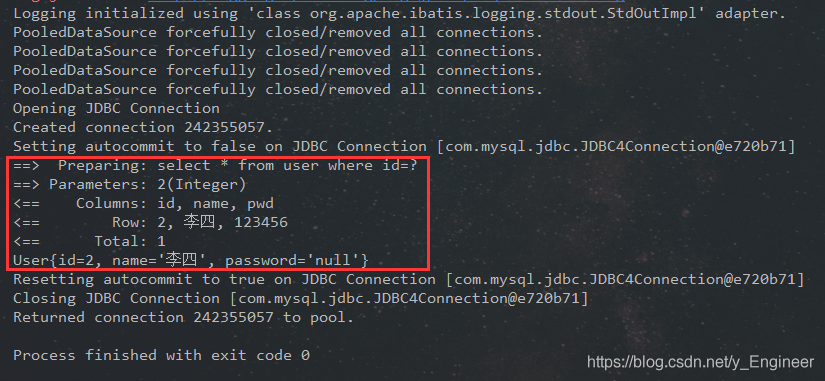 Logging initialized using 'class org.apache.ibatis.logging.stdout.StdOutImpl' adapter.
PooledDataSource forcefully closed/removed all connections.
PooledDataSource forcefully closed/removed all connections.
PooledDataSource forcefully closed/removed all connections.
PooledDataSource forcefully closed/removed all connections.
Opening JDBC Connection
Created connection 242355057.
Setting autocommit to false on JDBC Connection [com.mysql.jdbc.JDBC4Connection@e720b71]
==>  Preparing: select * from user where id=?
==> Parameters: 2(Integer)
<==    Columns: id, name, pwd
<==        Row: 2, 李四, 123456
<==      Total: 1
User{id=2, name='李四', password='null'}
Resetting autocommit to true on JDBC Connection [com.mysql.jdbc.JDBC4Connection@e720b71]
Closing JDBC Connection [com.mysql.jdbc.JDBC4Connection@e720b71]
Returned connection 242355057 to pool.
Process finished with exit code 0
https://blog.csdn.net/y_Engineer